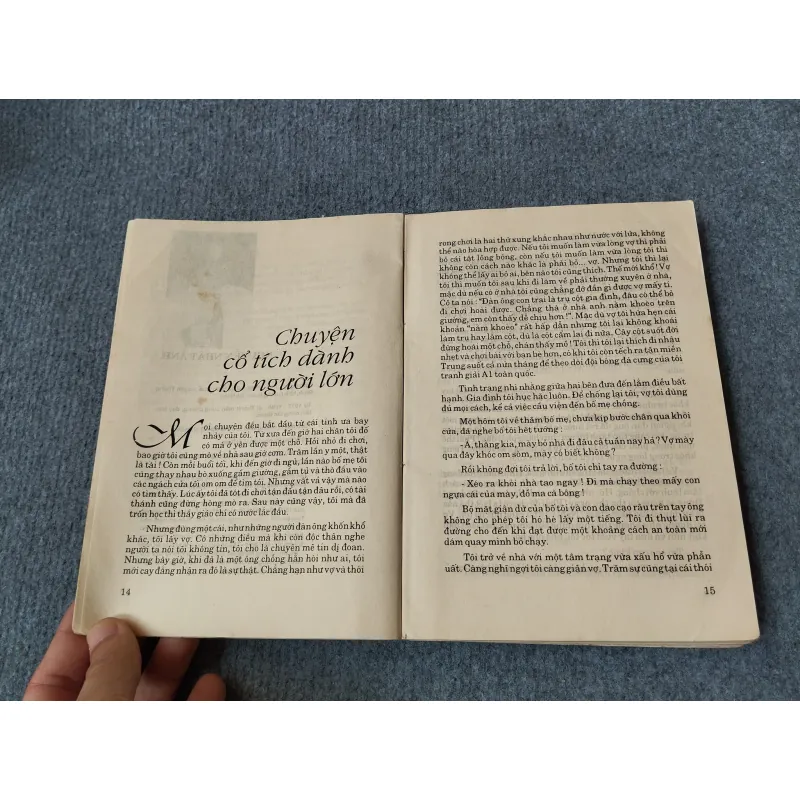 Chuyện
cổ tích dành
cho người lớn
Mọi chuyện đều bắt đầu từ cái tính ưa bay
nhảy của tôi. Từ xưa đến giờ hai chân tôi đố
có mà ở yên được một chỗ. Hồi nhỏ đi chơi,
bao giờ tôi cũng mò về nhà sau giờ cơm. Trăm lần y một, thật
là tài ! Còn mỗi buổi tối, khi đến giờ đi ngủ, lần nào bố mẹ tôi
cũng thay nhau bò xuống gầm giường, gầm tủ và thò đầu vào
các ngách cửa tối om om để tìm tôi. Nhưng vất vả vậy mà nào
có tìm thấy. Lúc ấy tôi đã tót đi chơi tận đẩu tận đâu rồi, có tài
thánh cũng đừng hòng mò ra. Sau này cũng vậy, tôi mà đã
trốn học thì thầy giáo chỉ có nước lắc đầu.
Nhưng đùng một cái, như những người đàn ông khốn khổ
khác, tôi lấy vợ. Có những điều mà khi còn độc thân nghe
người ta nói tôi không tin, tôi cho là chuyện mê tín dị đoan.
Nhưng bây giờ, khi đã là một ông chồng hẳn hòi như ai, tôi
mới cay đắng nhận ra đó là sự thật. Chẳng hạn như vợ và thói
14
rong chơi là hai thứ xung khắc nhau như nước với lửa, không
thể nào hòa hợp được. Nếu tôi muốn làm vừa lòng vợ thì phải
bỏ cái tật lông bông, còn nếu tôi muốn làm vừa lòng tôi thì
không còn cách nào khác là phải bỏ... vợ. Nhưng tôi thì lại
không thể lấy ai bỏ ai, bên nào tôi cũng thích. Thế mới khổ ! Vợ
tôi thì muốn tôi sau khi đi làm về phải thường xuyên ở nhà,
mặc dù nếu có ở nhà tôi cũng chẳng đỡ đần gì được vợ mấy tí.
Cô ta nói : "Đàn ông con trai là trụ cột gia đình, đâu có thể bỏ
đi chơi hoài được. Chẳng thà ở nhà anh nằm khoèo trên
giường, em còn thấy dễ chịu hơn !". Mặc dù vợ tôi hứa hẹn cái
khoản "nằm khoèo" rất hấp dẫn nhưng tôi lại không khoái
làm trụ hay làm cột, dù là cột cắm lai đi nữa. Cây cột suốt đời
đứng hoài một chỗ, chán thấy mồ ! Tôi thì tôi lại thích đi nhậu
nhẹt và chơi bài với bạn bè hơn, có khi tôi còn tếch ra tận miền
Trung suốt cả nửa tháng để theo dõi đội bóng đá cưng của tôi
tranh giải A1 toàn quốc.
Tình trạng nhì nhằng giữa hai bên đưa đến lắm điều bất
hạnh. Gia đình tôi hục hặc luôn. Để chống lại tôi, vợ tôi dùng
đủ mọi cách, kể cả việc cầu viện đến bố mẹ chồng.
Một hôm tôi về thăm bố mẹ, chưa kịp bước chân qua khỏi
cửa, đã nghe bố tôi hét tướng :
- Á, thằng kia, mày bỏ nhà đi đâu cả tuần nay hả ? Vợ mày
qua đây khóc om sòm, mày có biết không ?
Rồi không đợi tôi trả lời, bố tôi chỉ tay ra đường :
- Xéo ra khỏi nhà tao ngay ! Đi mà chạy theo mấy con
ngựa cái của mày, đồ ma cà bông !
Bộ mặt giận dữ của bố tôi và con dao cạo râu trên tay ông
không cho phép tôi hó hé lấy một tiếng. Tôi đi thụt lùi ra
đường cho đến khi đạt được một khoảng cách an toàn mới
dám quay mình bỏ chạy.
Tôi trở về nhà với một tâm trạng vừa xấu hổ vừa phẫn
uất. Càng nghĩ ngợi tôi càng giận vợ. Trăm sự cũng tại cái thói
15